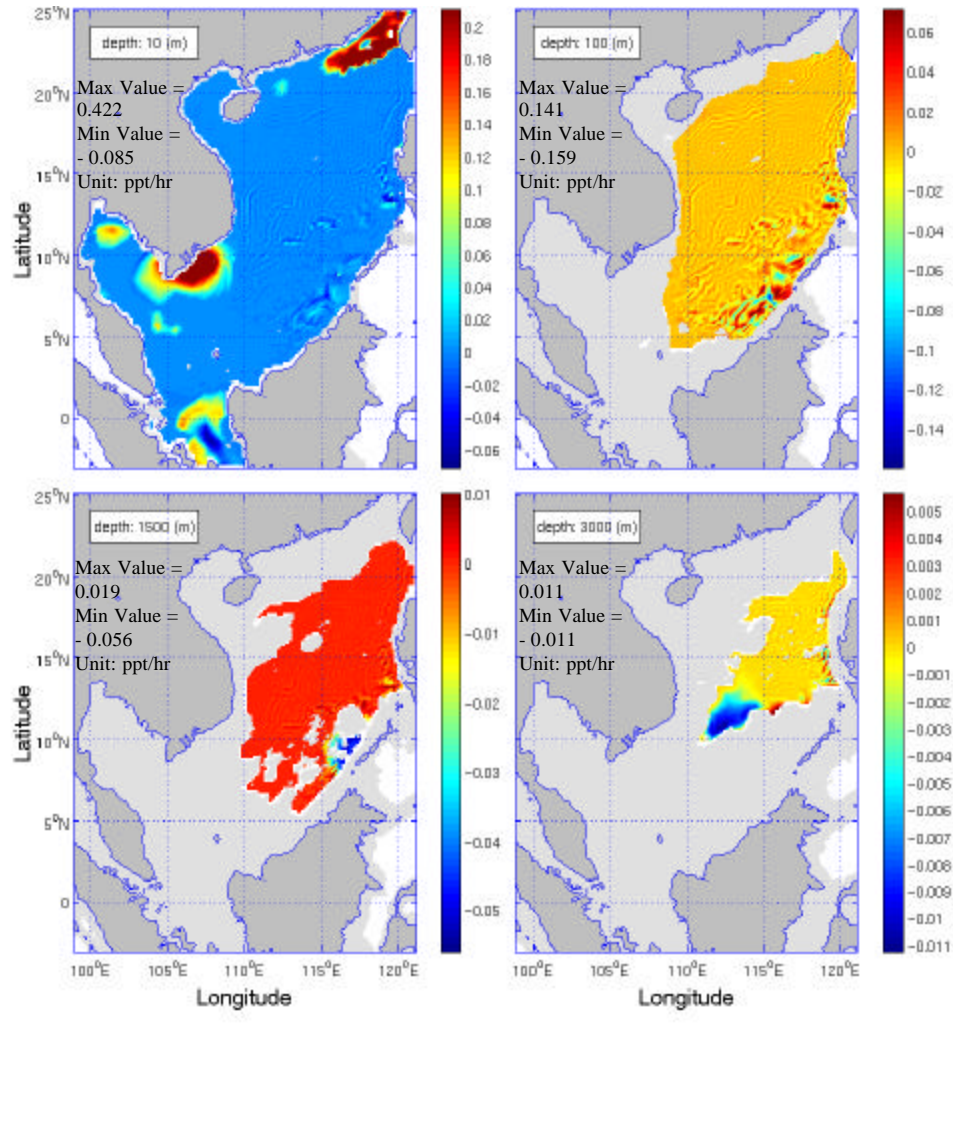 25°N
20°N
15°N
10°N
5°N
0
Latitude
depth: 10 (m)
Max Value =
0.422
Min Value =
- 0.085
Unit: ppt/hr
0.2
0.18
0.16
0.14
0.12
0.1
0.08
0.06
0.04
0.02
0
-0.02
-0.04
-0.06
depth: 100 (m)
Max Value =
0.141
Min Value =
- 0.159
Unit: ppt/hr
0.06
0.04
0.02
0
-0.02
-0.04
-0.06
-0.08
-0.1
-0.12
-0.14
25°N
20°N
15°N
10°N
5°N
0
Latitude
depth: 1500 (m)
Max Value =
0.019
Min Value =
- 0.056
Unit: ppt/hr
0.01
0
-0.01
-0.02
-0.03
-0.04
-0.05
100°E 105°E 110°E 115°E 120°E
Longitude
depth: 3000 (m)
Max Value =
0.011
Min Value =
- 0.011
Unit: ppt/hr
0.005
0.004
0.003
0.002
0.001
0
-0.001
-0.002
-0.003
-0.004
-0.005
-0.006
-0.007
-0.008
-0.009
-0.01
-0.011
100°E 105°E 110°E 115°E 120°E
Longitude